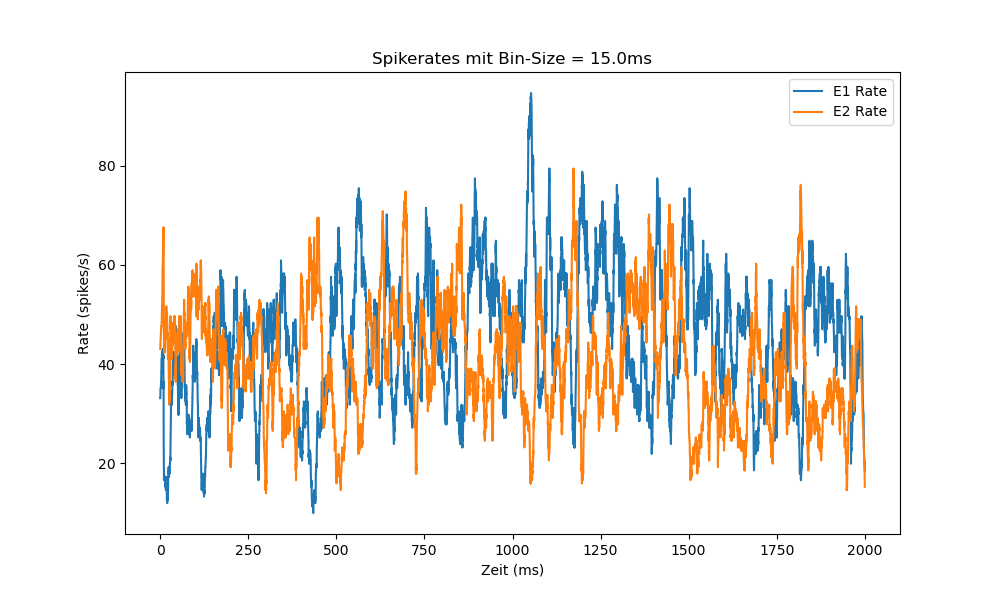 Spikerates mit Bin-Size = 15.0ms
E1 Rate
E2 Rate
80
60
40
20
Rate (spikes/s)
0
250
500
750
1000
1250
1500
1750
2000
Zeit (ms)